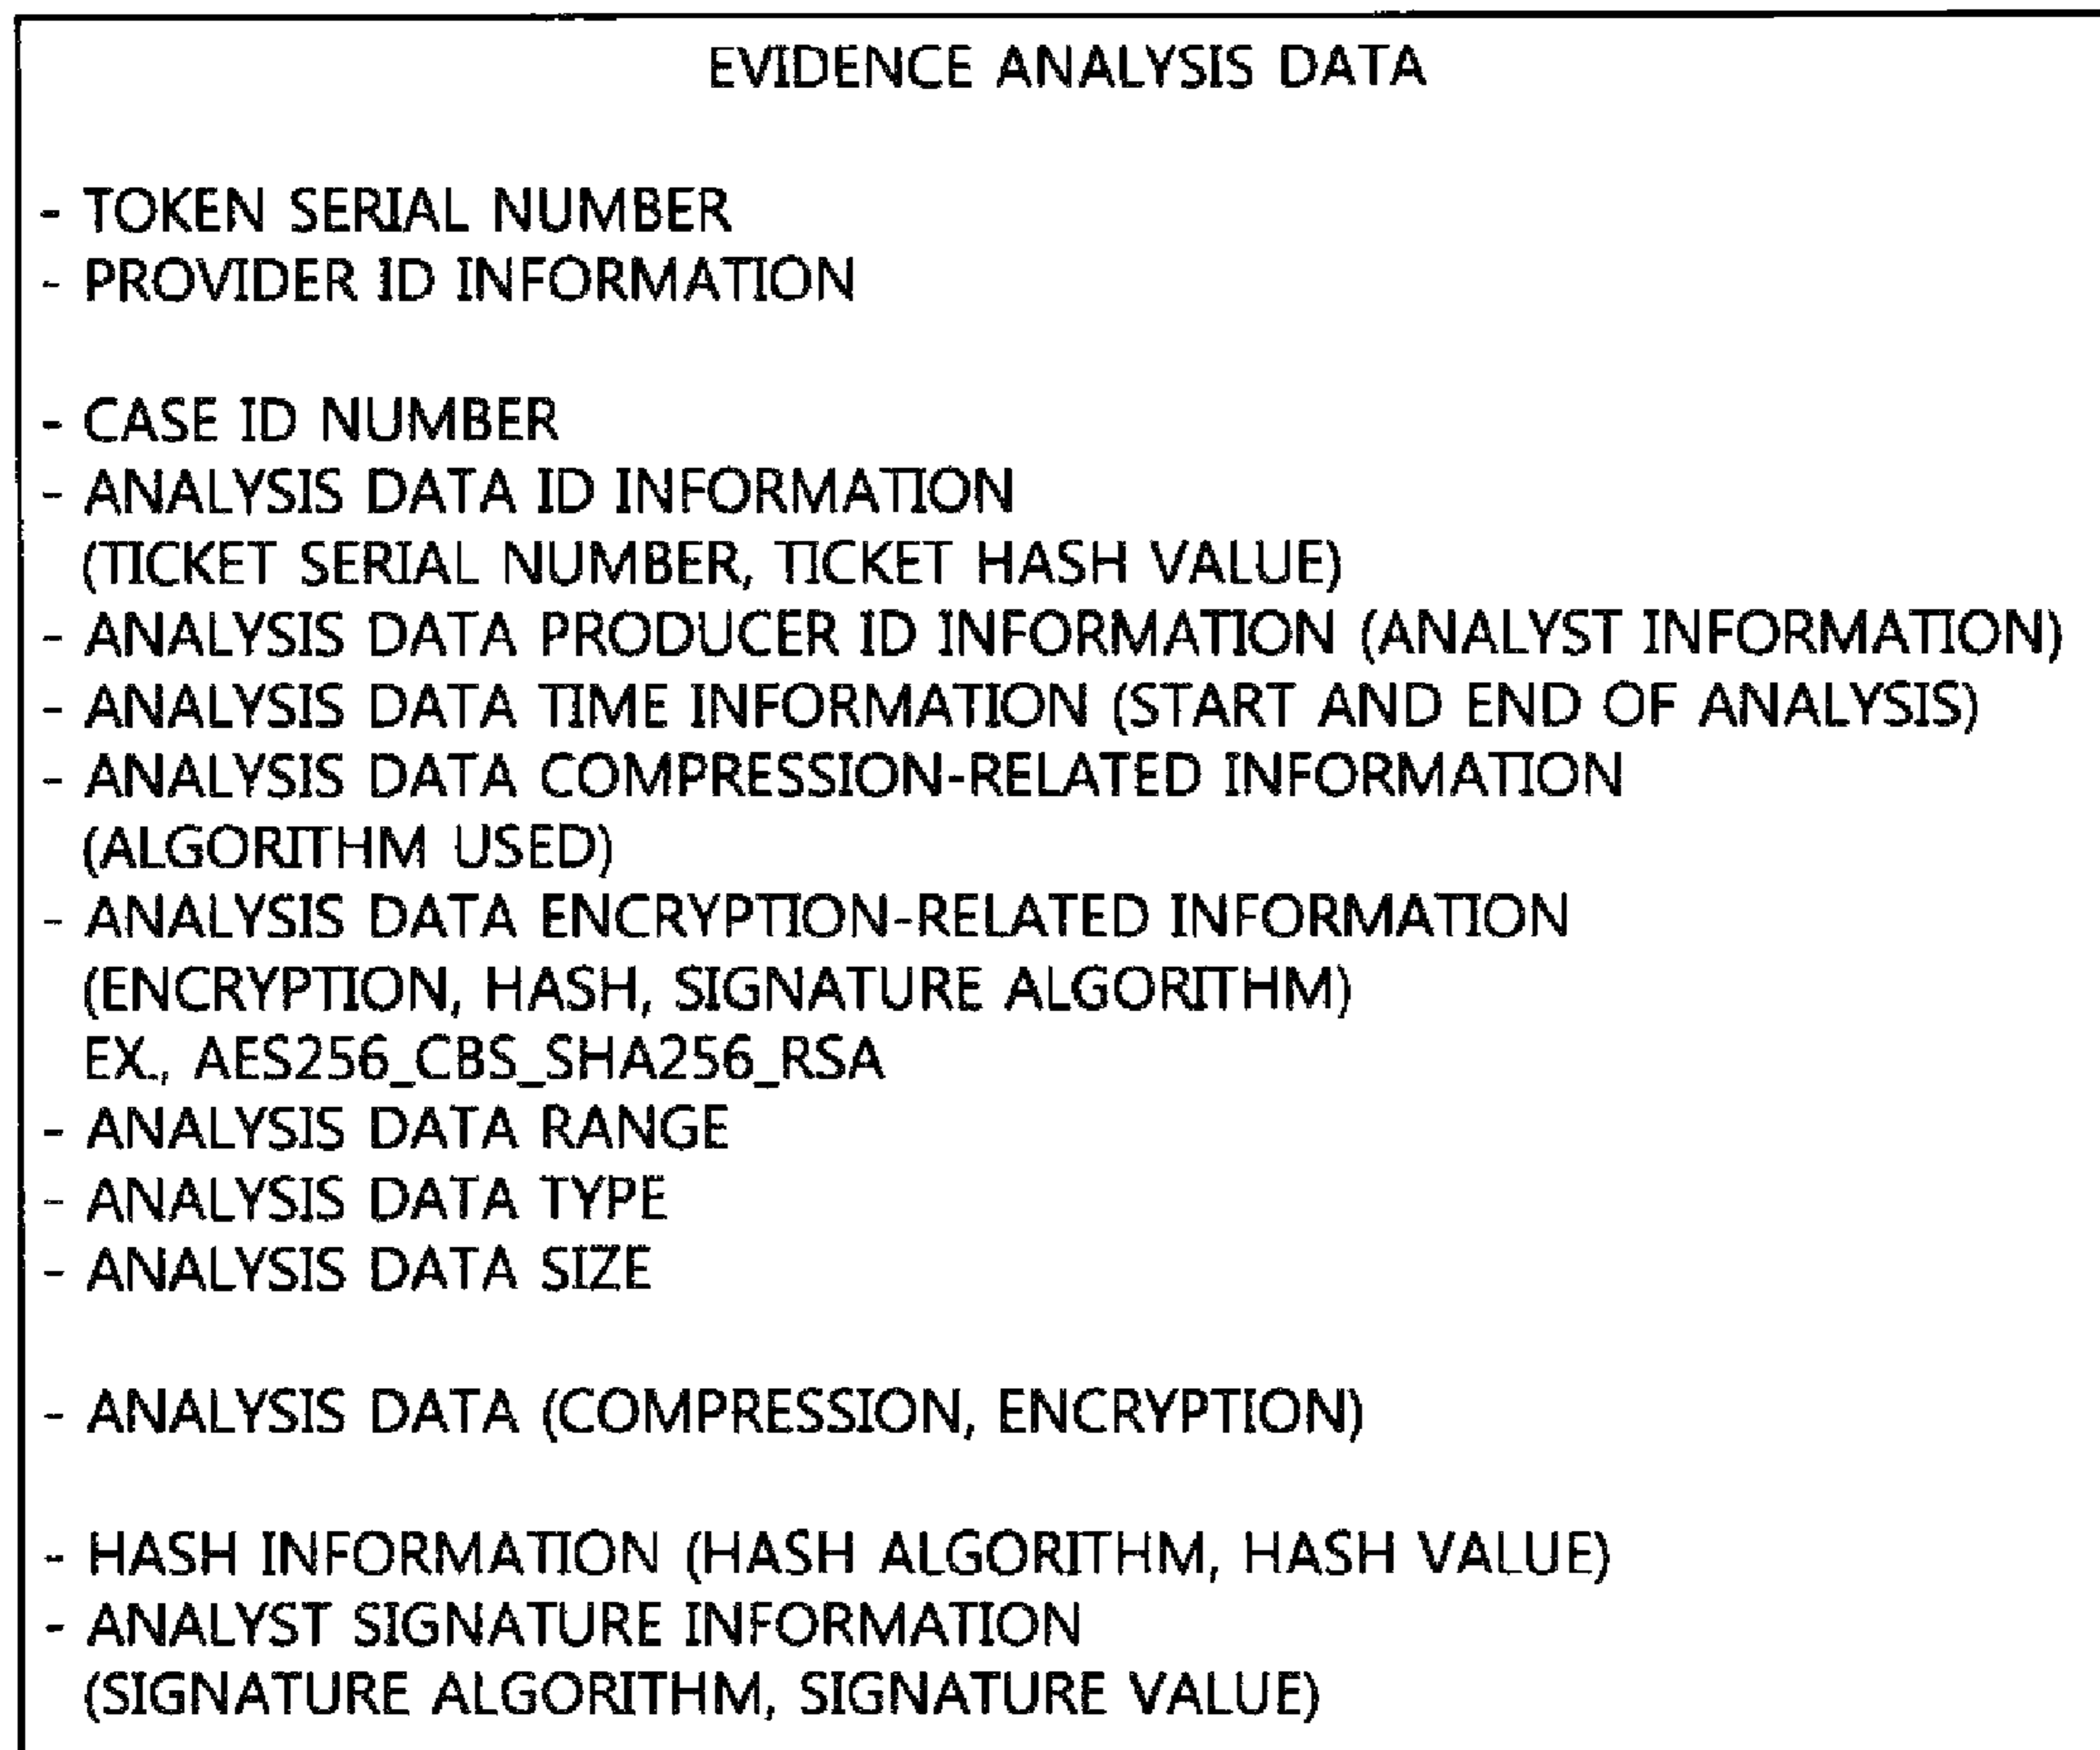 EVIDENCE ANALYSIS DATA
- TOKEN SERIAL NUMBER
- PROVIDER ID INFORMATION
- CASE ID NUMBER
- ANALYSIS DATA ID INFORMATION
(TICKET SERIAL NUMBER, TICKET HASH VALUE)
- ANALYSIS DATA PRODUCER ID INFORMATION (ANALYST INFORMATION)
- ANALYSIS DATA TIME INFORMATION (START AND END OF ANALYSIS)
- ANALYSIS DATA COMPRESSION-RELATED INFORMATION
(ALGORITHM USED)
- ANALYSIS DATA ENCRYPTION-RELATED INFORMATION
(ENCRYPTION, HASH, SIGNATURE ALGORITHM)
EX., AES256_CBS_SHA256_RSA
- ANALYSIS DATA RANGE
- ANALYSIS DATA TYPE
- ANALYSIS DATA SIZE
- ANALYSIS DATA (COMPRESSION, ENCRYPTION)
- HASH INFORMATION (HASH ALGORITHM, HASH VALUE)
- ANALYST SIGNATURE INFORMATION
(SIGNATURE ALGORITHM, SIGNATURE VALUE)